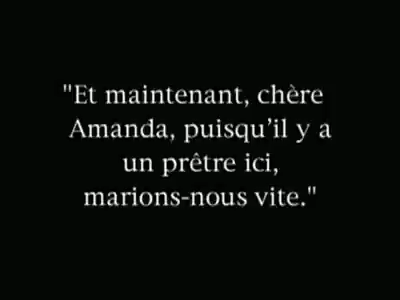 "Et maintenant, chère
Amanda, puisqu'il y a
un prêtre ici,
marions-nous vite."